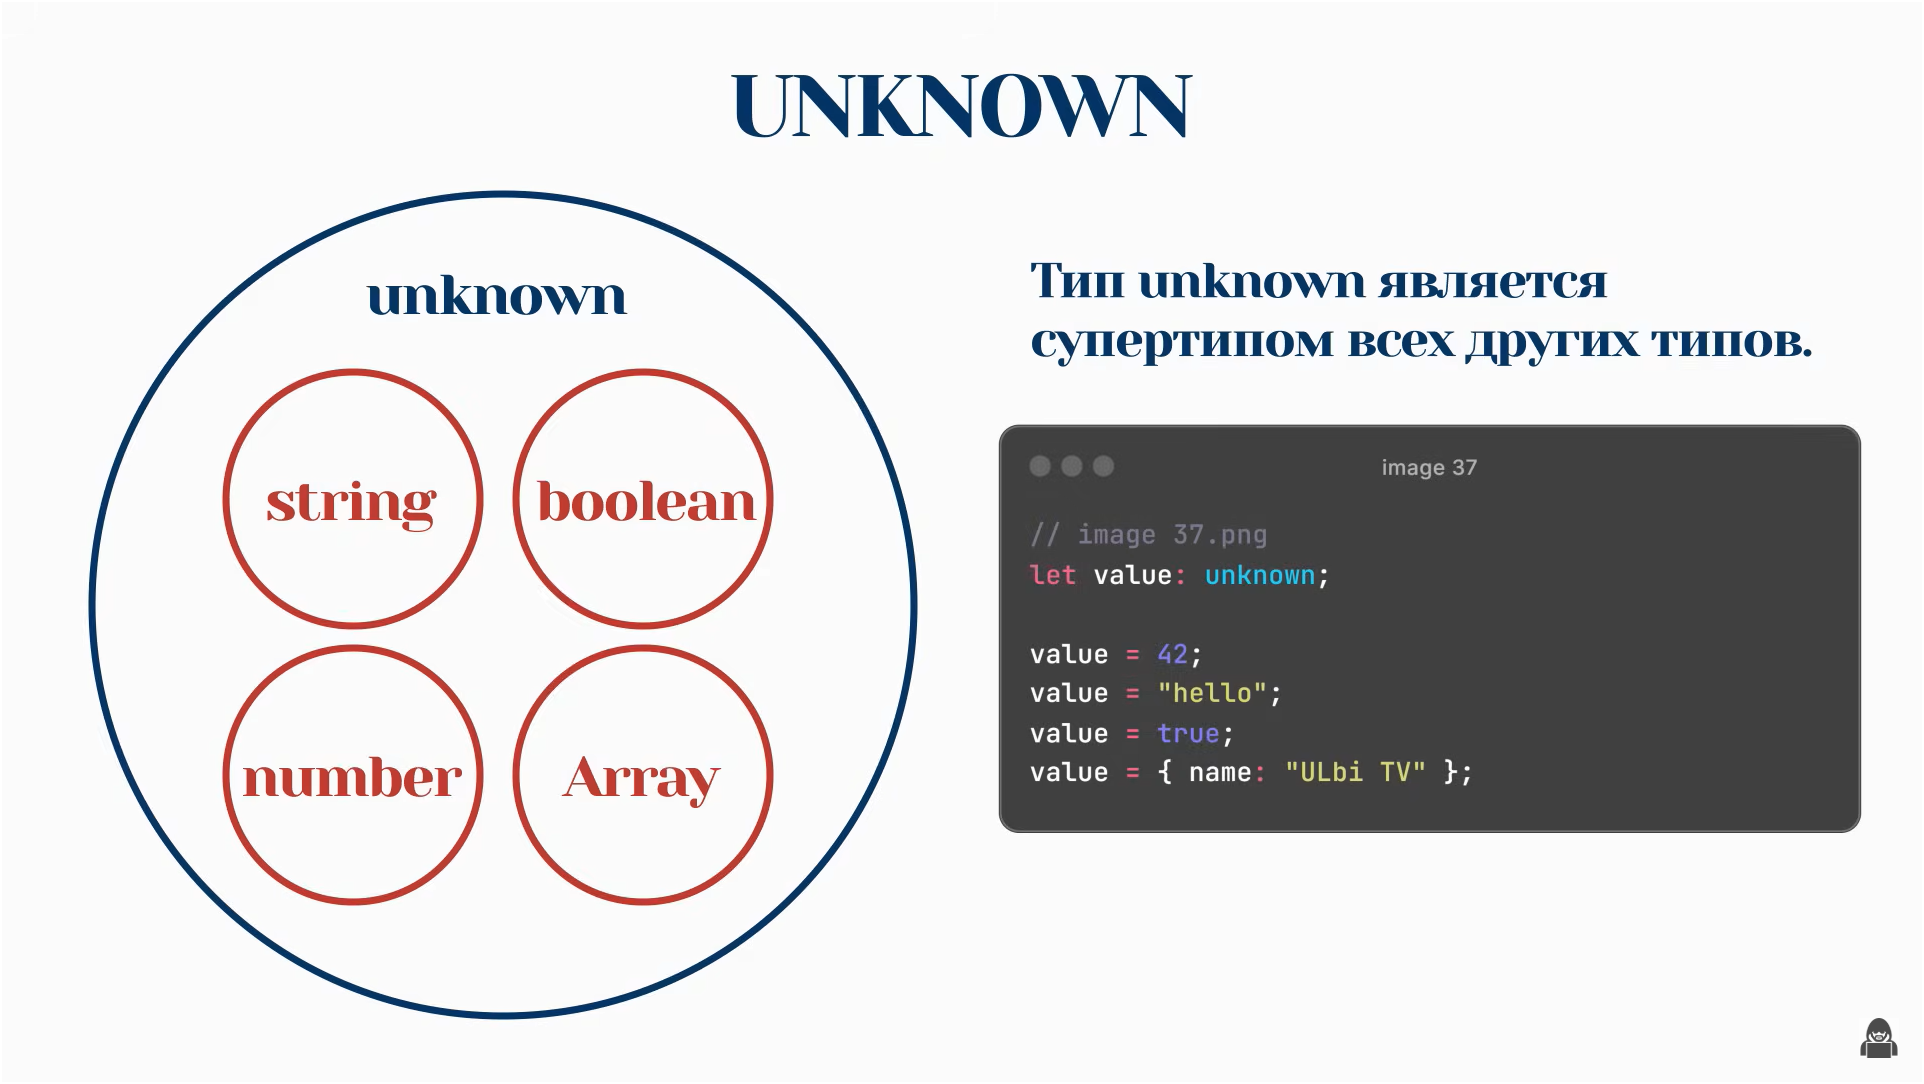 UNKNOWN
unknown
string
boolean
number
Array
Тип unknown является
супертипом всех других типов.
image 37
// image 37.png
let value: unknown;
value = 42;
value = "hello";
value = true;
value = { name: "ULbi TV" };